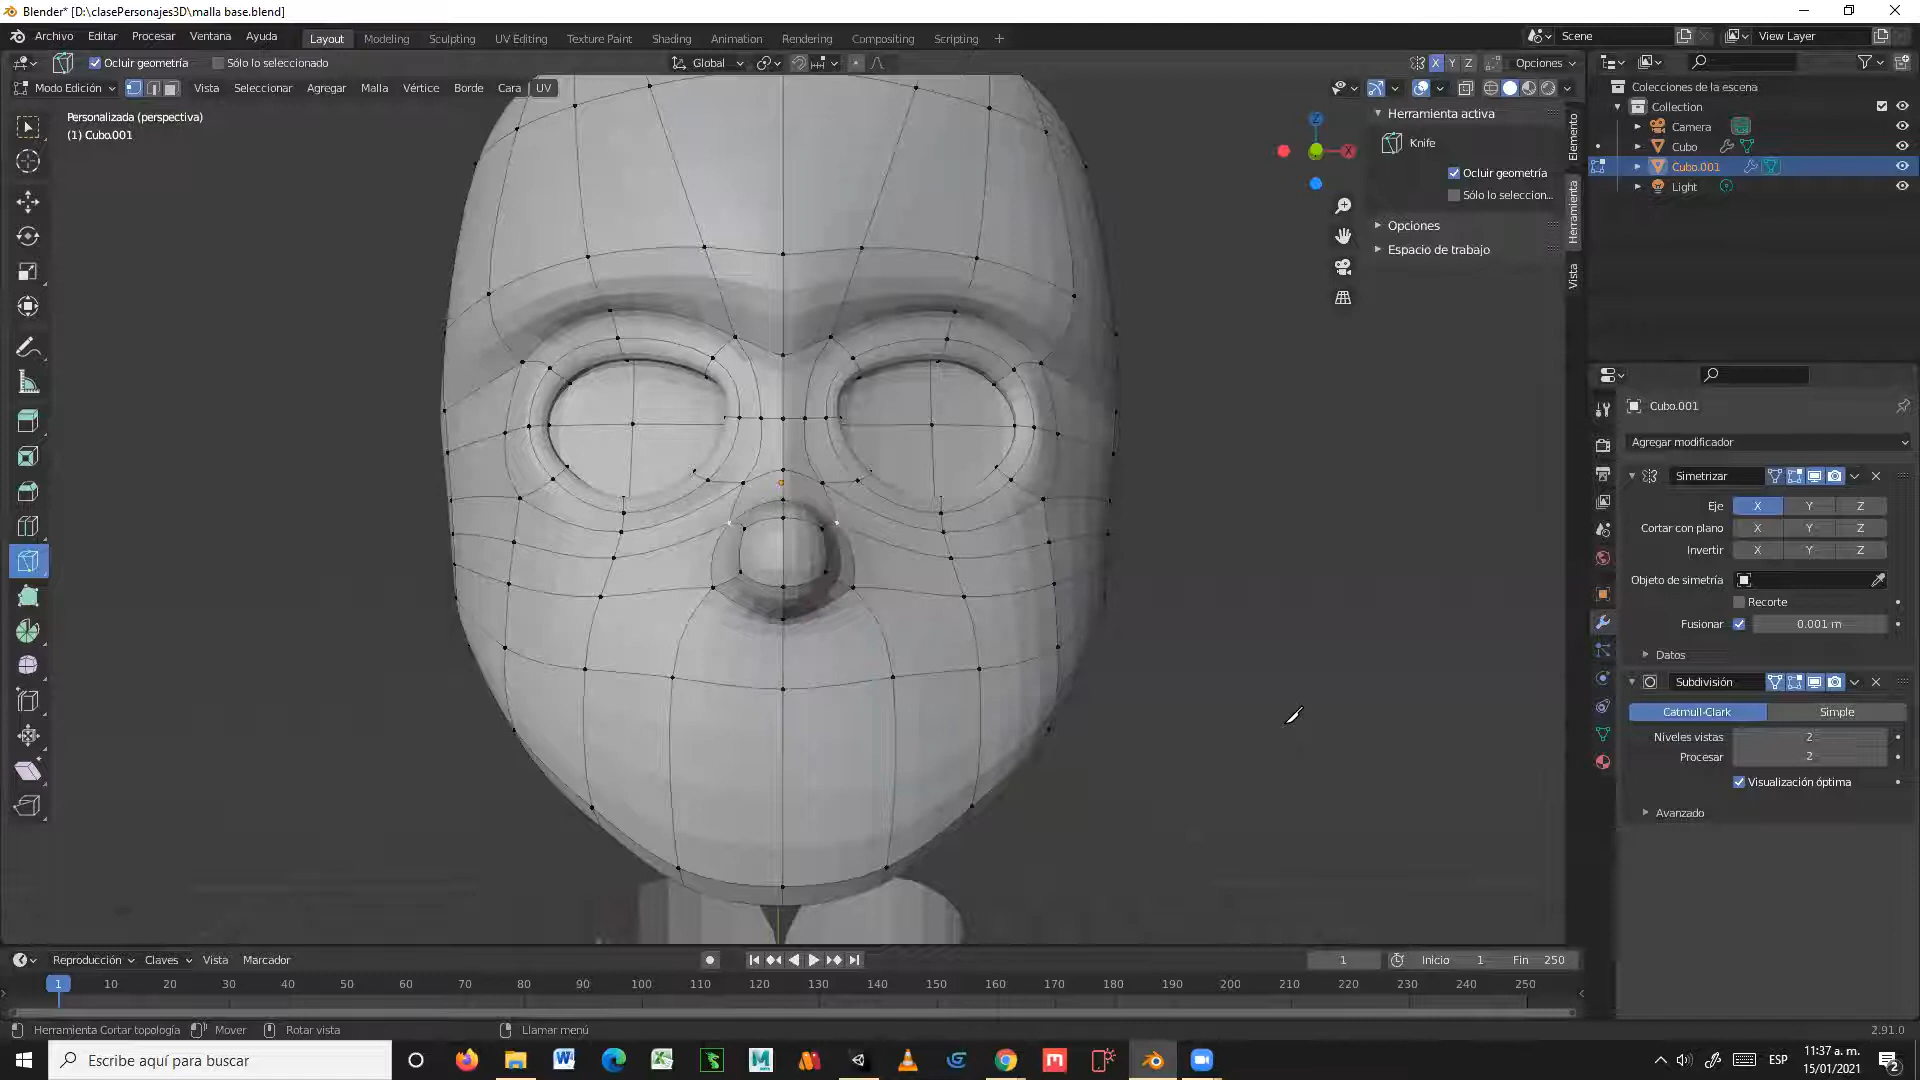 Blender* [D:\clasePersonajes3D\malla base.blend]
Archivo Editar Procesar Ventana Ayuda
Layout Modeling Sculpting UV Editing Texture Paint Shading Animation Rendering Compositing Scripting
Scene
View Layer
Ocluir geometría
Sólo lo seleccionado
Global
X Y Z
Opciones
Modo Edición
Vista Seleccionar Agregar Malla Vértice Borde Cara UV
Personalizada (perspectiva)
(1) Cubo.001
Z
X
Herramienta activa
Knife
Ocluir geometría
Sólo lo seleccion...
Opciones
Espacio de trabajo
Elemento
Herramienta
Vista
Colecciones de la escena
Collection
Camera
Cubo
Cubo.001
Light
Cubo.001
Agregar modificador
Simetrizar
Eje X Y Z
Cortar con plano X Y Z
Invertir X Y Z
Objeto de simetría
Recorte
Fusionar 0.001 m
Datos
Subdivisión
Catmull-Clark Simple
Niveles vistas 2
Procesar 2
Visualización óptima
Avanzado
Reproducción Claves Vista Marcador
1
Inicio 1
Fin 250
1 10 20 30 40 50 60 70 80 90 100 110 120 130 140 150 160 170 180 190 200 210 220 230 240 250
Herramienta Cortar topología
Mover
Rotar vista
Llamar menú
2.91.0
Escribe aquí para buscar
ESP
11:37 a. m.
15/01/2021
2